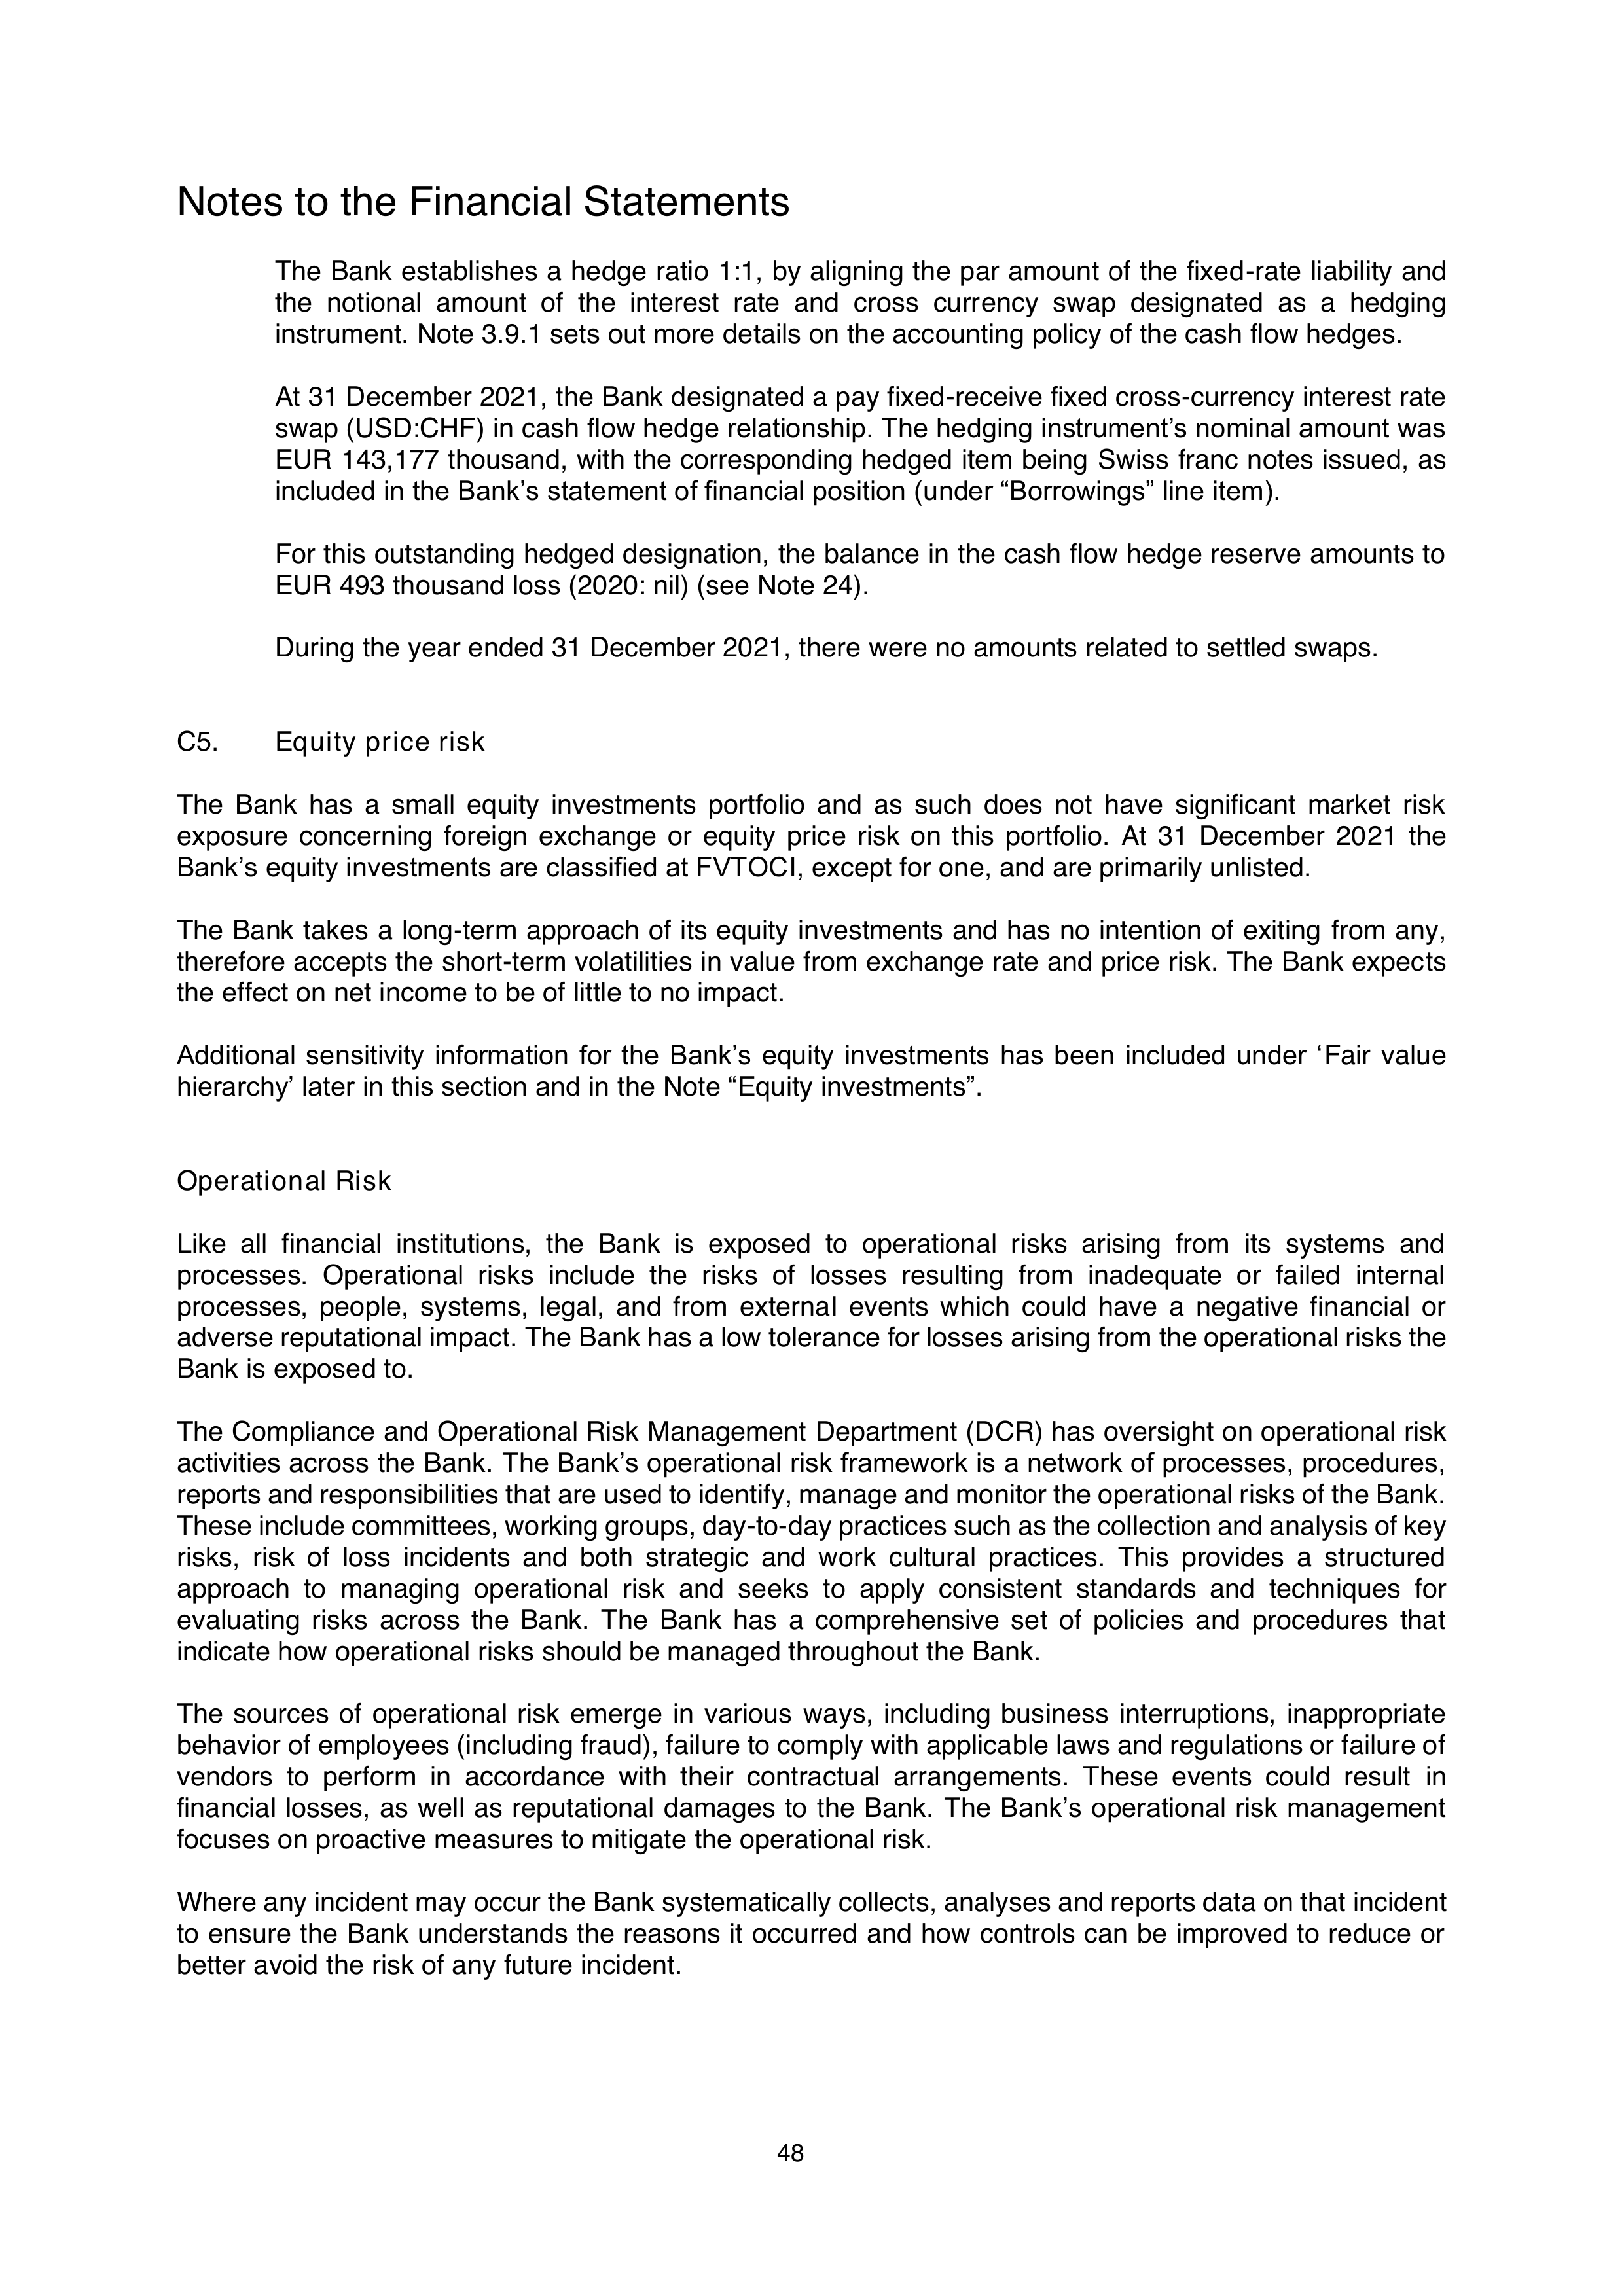 Notes to the Financial Statements
The Bank establishes a hedge ratio 1:1, by aligning the par amount of the fixed-rate liability and
the notional amount of the interest rate and cross currency swap designated as a hedging
instrument. Note 3.9.1 sets out more details on the accounting policy of the cash flow hedges.
At 31 December 2021, the Bank designated a pay fixed-receive fixed cross-currency interest rate
swap (USD:CHF) in cash flow hedge relationship. The hedging instrument’s nominal amount was
EUR 143,177 thousand, with the corresponding hedged item being Swiss franc notes issued, as
included in the Bank’s statement of financial position (under “Borrowings” line item).
For this outstanding hedged designation, the balance in the cash flow hedge reserve amounts to
EUR 493 thousand loss (2020: nil) (see Note 24).
During the year ended 31 December 2021, there were no amounts related to settled swaps.
C5. Equity price risk
The Bank has a small equity investments portfolio and as such does not have significant market risk
exposure concerning foreign exchange or equity price risk on this portfolio. At 31 December 2021 the
Bank’s equity investments are classified at FVTOCI, except for one, and are primarily unlisted.
The Bank takes a long-term approach of its equity investments and has no intention of exiting from any,
therefore accepts the short-term volatilities in value from exchange rate and price risk. The Bank expects
the effect on net income to be of little to no impact.
Additional sensitivity information for the Bank’s equity investments has been included under ‘Fair value
hierarchy’ later in this section and in the Note “Equity investments”.
Operational Risk
Like all financial institutions, the Bank is exposed to operational risks arising from its systems and
processes. Operational risks include the risks of losses resulting from inadequate or failed internal
processes, people, systems, legal, and from external events which could have a negative financial or
adverse reputational impact. The Bank has a low tolerance for losses arising from the operational risks the
Bank is exposed to.
The Compliance and Operational Risk Management Department (DCR) has oversight on operational risk
activities across the Bank. The Bank’s operational risk framework is a network of processes, procedures,
reports and responsibilities that are used to identify, manage and monitor the operational risks of the Bank.
These include committees, working groups, day-to-day practices such as the collection and analysis of key
risks, risk of loss incidents and both strategic and work cultural practices. This provides a structured
approach to managing operational risk and seeks to apply consistent standards and techniques for
evaluating risks across the Bank. The Bank has a comprehensive set of policies and procedures that
indicate how operational risks should be managed throughout the Bank.
The sources of operational risk emerge in various ways, including business interruptions, inappropriate
behavior of employees (including fraud), failure to comply with applicable laws and regulations or failure of
vendors to perform in accordance with their contractual arrangements. These events could result in
financial losses, as well as reputational damages to the Bank. The Bank’s operational risk management
focuses on proactive measures to mitigate the operational risk.
Where any incident may occur the Bank systematically collects, analyses and reports data on that incident
to ensure the Bank understands the reasons it occurred and how controls can be improved to reduce or
better avoid the risk of any future incident.
48